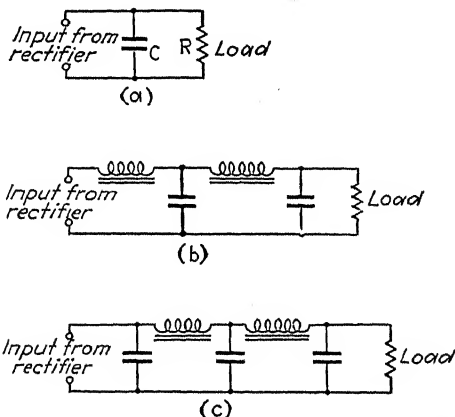 Input from
rectifier
C
R
Load
(a)
Input from
rectifier
Load
(b)
Input from
rectifier
Load
(c)